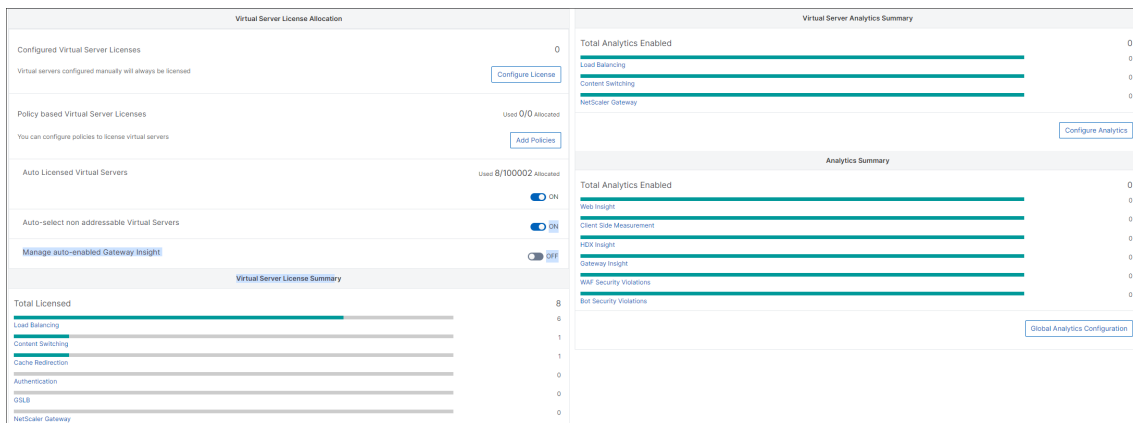 Virtual Server License Allocation
Configured Virtual Server Licenses 0
Virtual servers configured manually will always be licensed
Configure License
Policy based Virtual Server Licenses Used 0/0 Allocated
You can configure policies to license virtual servers
Add Policies
Auto Licensed Virtual Servers Used 8/100002 Allocated
ON
Auto-select non addressable Virtual Servers ON
Manage auto-enabled Gateway Insight OFF
Virtual Server License Summary
Total Licensed 8
6
Load Balancing
1
Content Switching
1
Cache Redirection
0
Authentication
0
GSLB
0
NetScaler Gateway
Virtual Server Analytics Summary
Total Analytics Enabled 0
0
Load Balancing
0
Content Switching
0
NetScaler Gateway
Configure Analytics
Analytics Summary
Total Analytics Enabled 0
0
Web Insight
0
Client Side Measurement
0
HDX Insight
0
Gateway Insight
0
WAF Security Violations
0
Bot Security Violations
Global Analytics Configuration